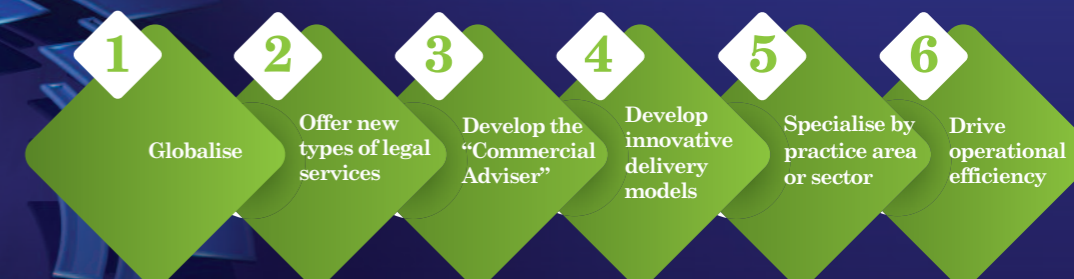 1
Globalise
2
Offer new
types of legal
services
3
Develop the
“Commercial
Adviser”
4
Develop
innovative
delivery
models
5
Specialise by
practice area
or sector
6
Drive
operational
efficiency